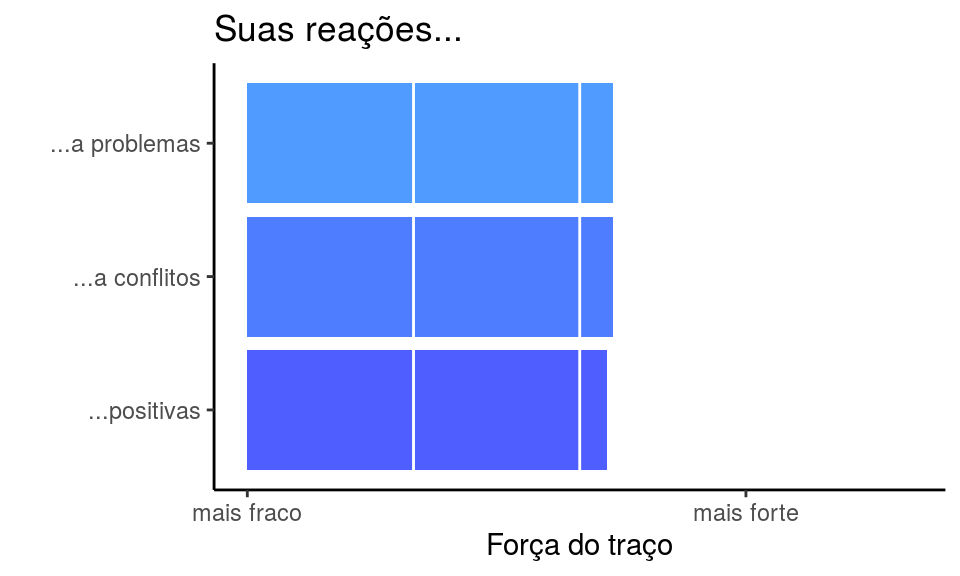 Suas reações...
...a problemas
...a conflitos
...positivas
mais fraco
mais forte
Força do traço